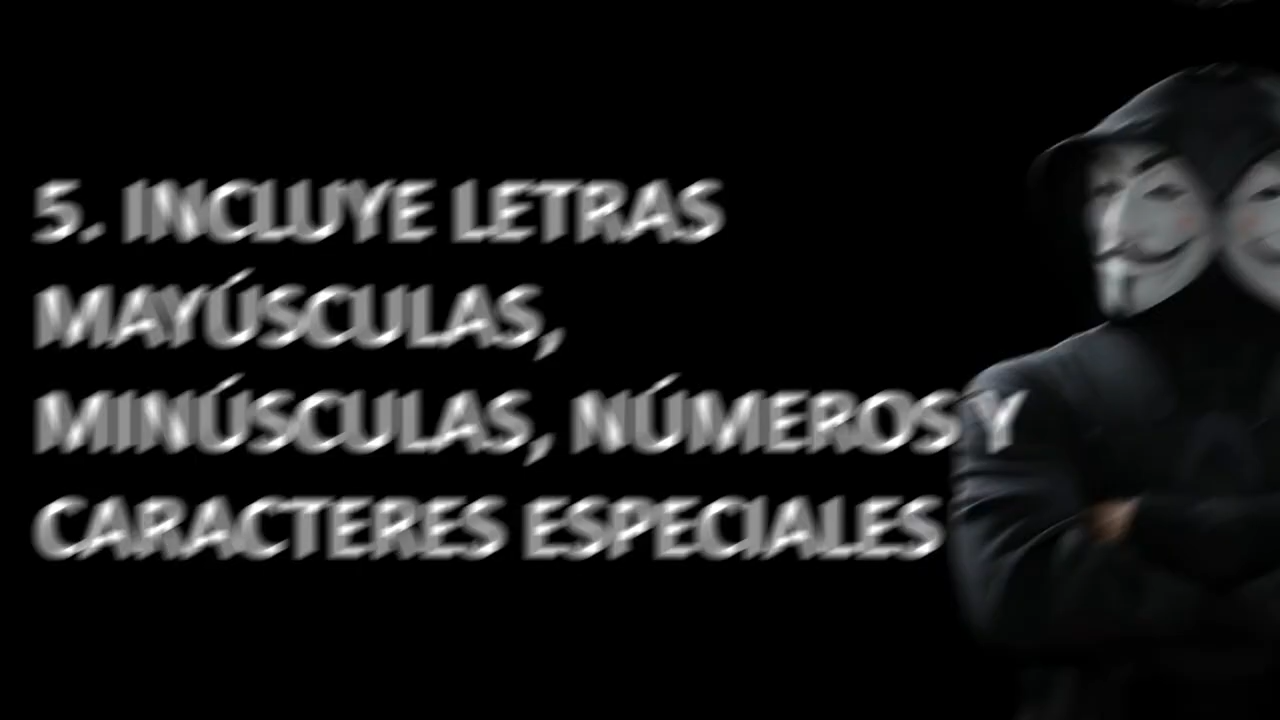 5. INCLUYE LETRAS
MAYÚSCULAS,
MINÚSCULAS, NÚMEROS Y
CARACTERES ESPECIALES